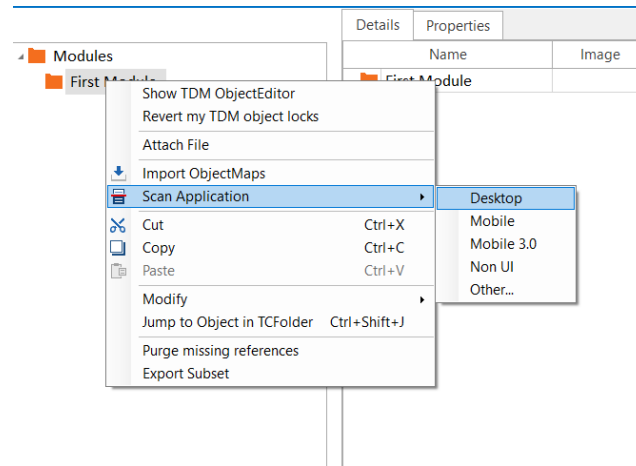 Details Properties
Modules
Name Image
First Module
First Module
Show TDM ObjectEditor
Revert my TDM object locks
Attach File
Import ObjectMaps
Scan Application
Desktop
Cut Ctrl+X
Mobile
Copy Ctrl+C
Mobile 3.0
Paste Ctrl+V
Non UI
Other...
Modify
Jump to Object in TCFolder Ctrl+Shift+J
Purge missing references
Export Subset